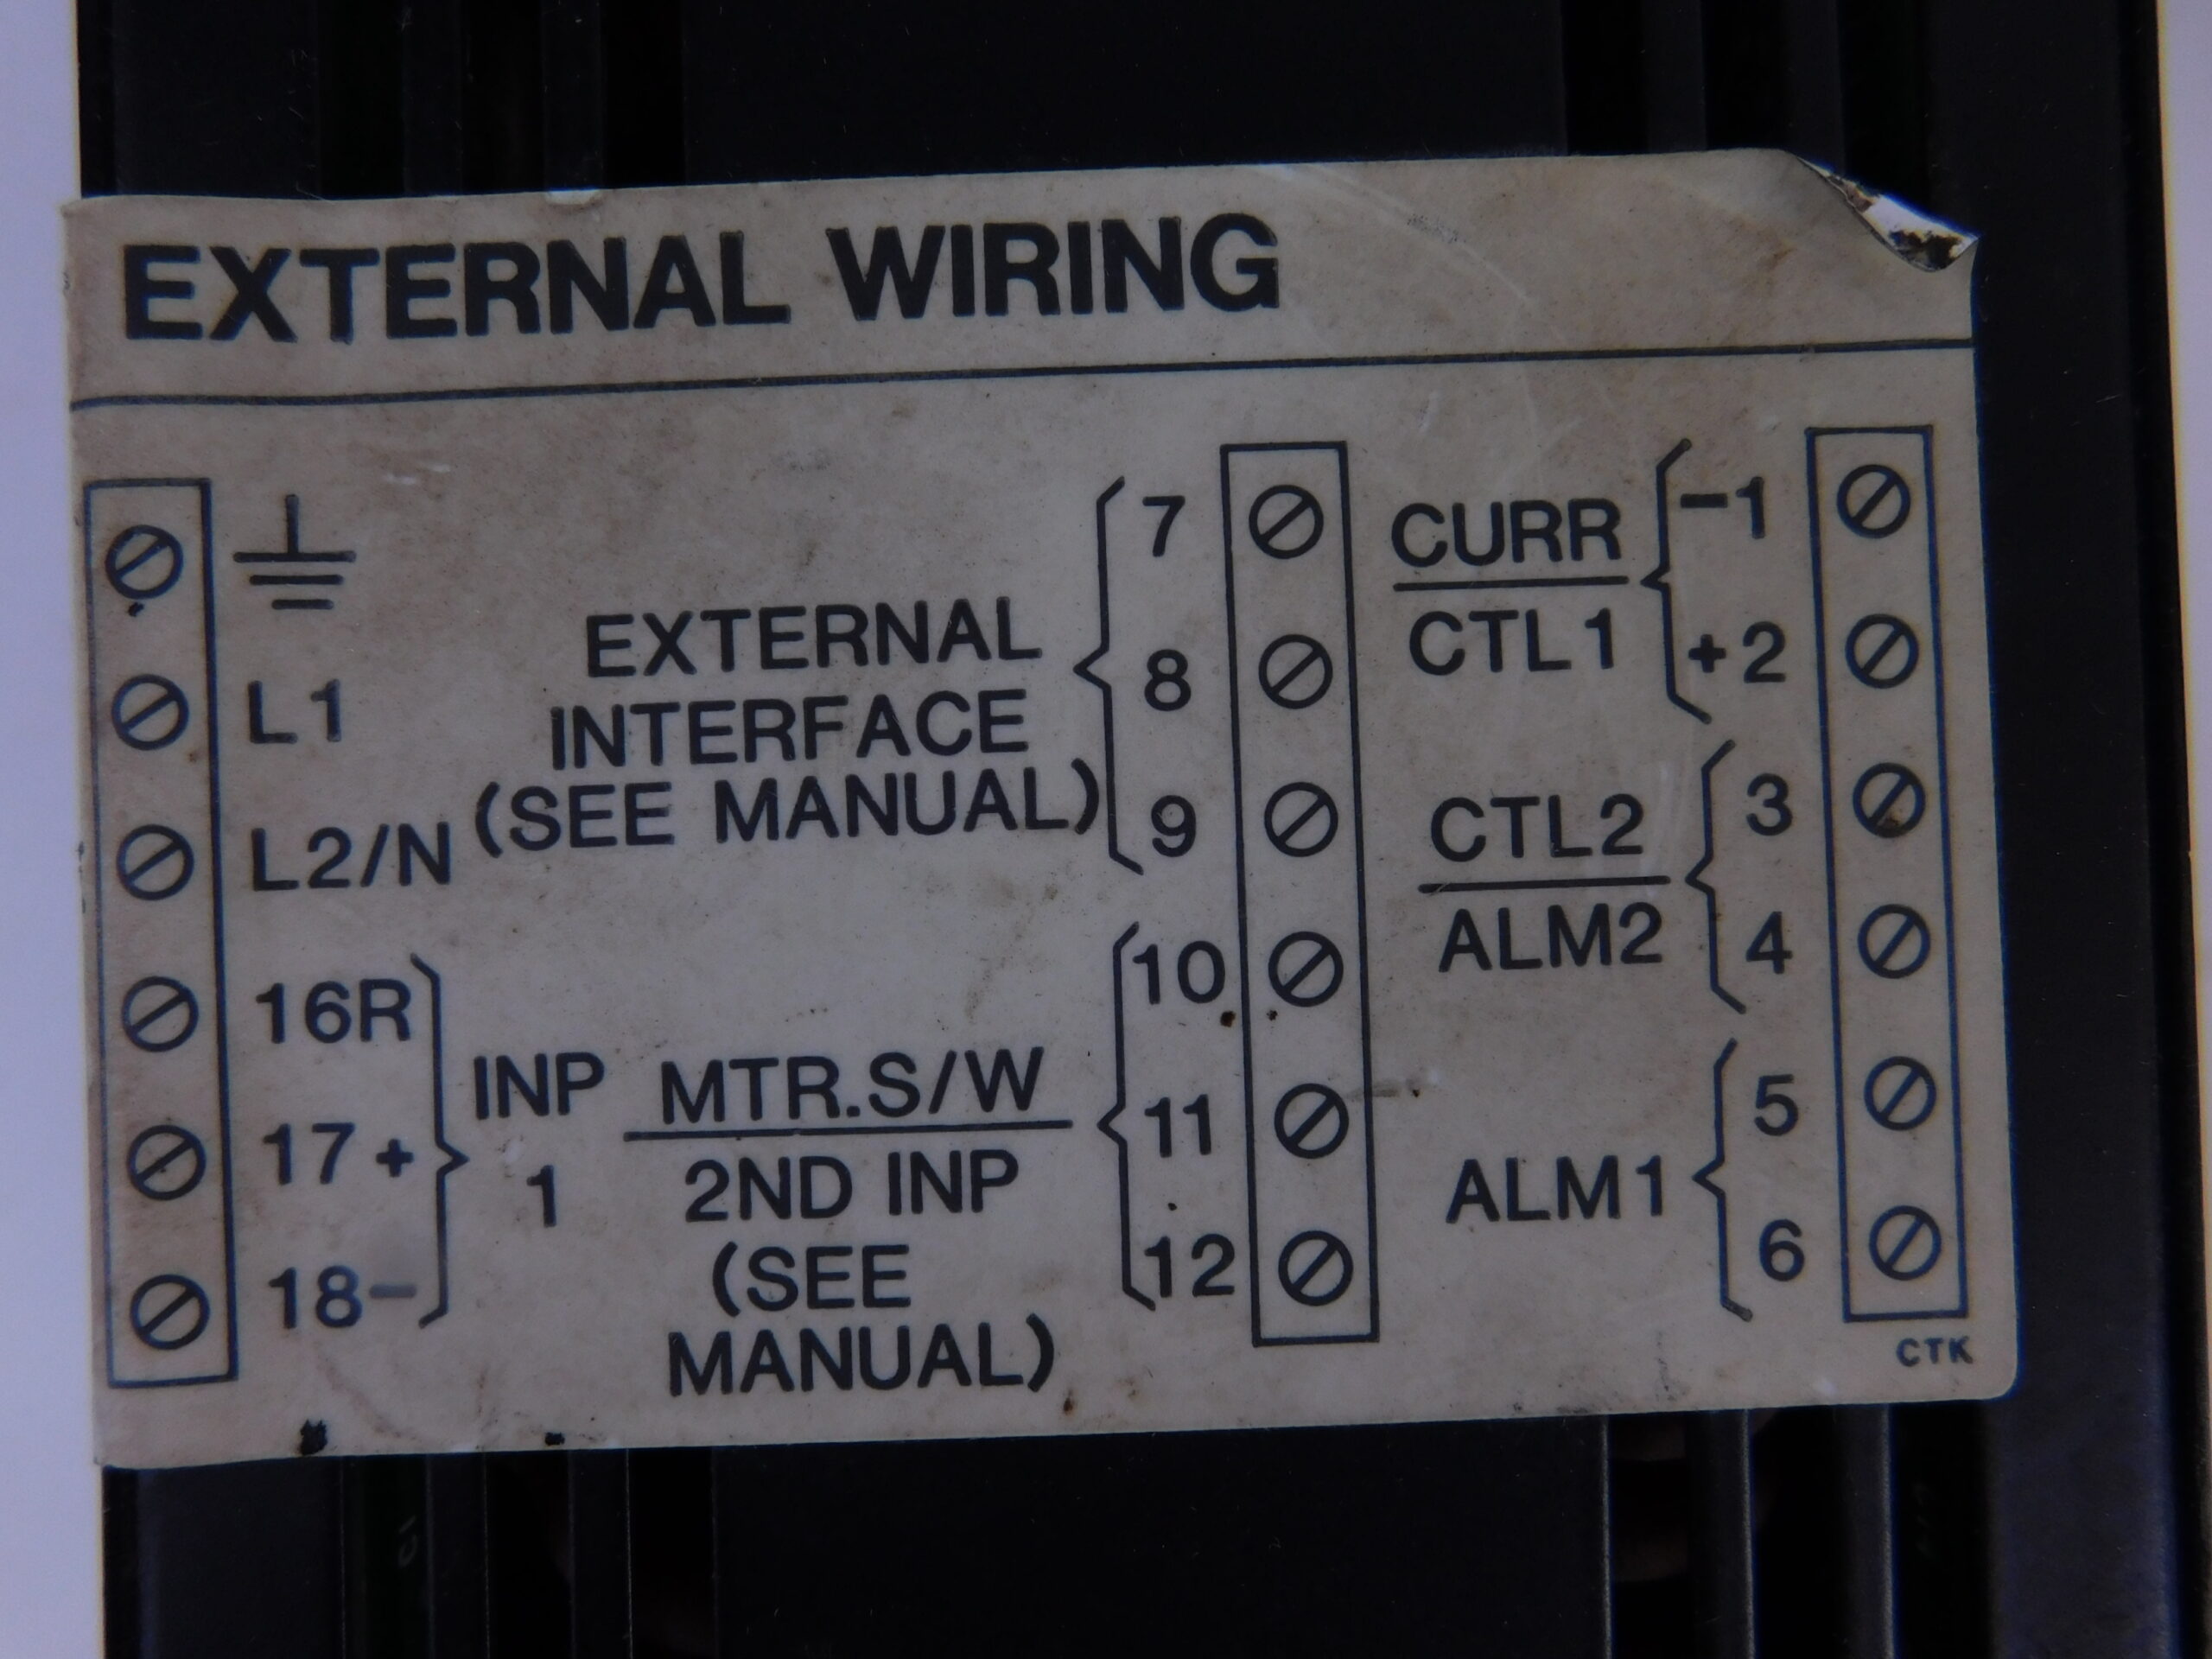 EXTERNAL WIRING
L1
L2/N
16R
17 +
18-
INP
1
EXTERNAL
INTERFACE
(SEE MANUAL)
7
8
9
MTR.S/W
2ND INP
(SEE
MANUAL)
10
11
12
CURR
CTL1
-1
+2
CTL2
ALM2
3
4
ALM1
5
6
CTK